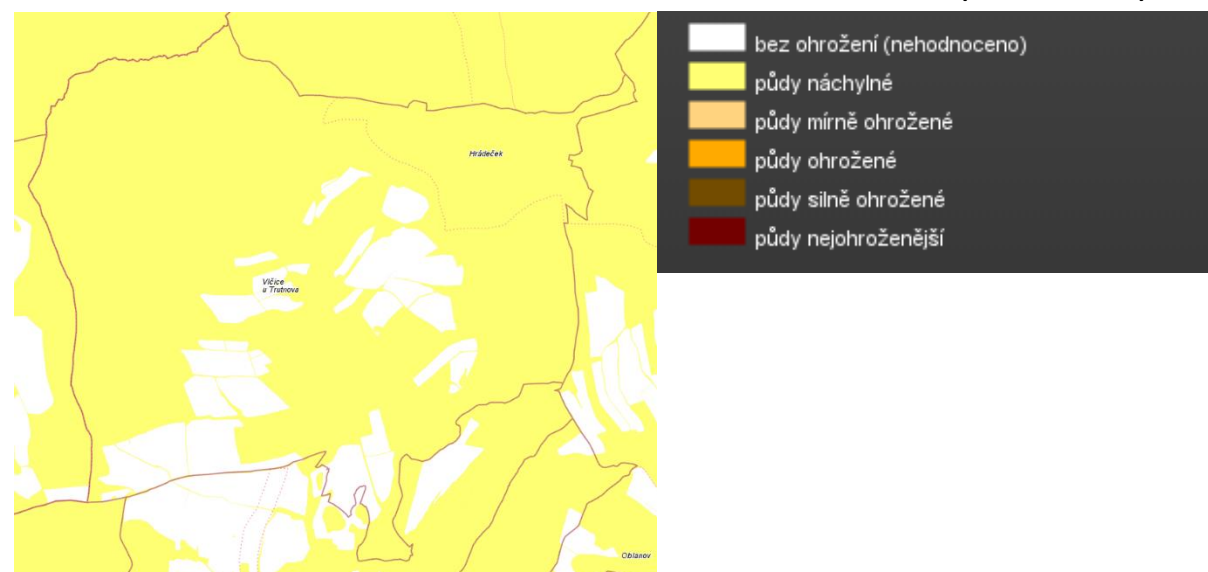 Hrádeček
Vlčice
u Trutnova
Oblanov
bez ohrožení (nehodnoceno)
půdy náchylné
půdy mírně ohrožené
půdy ohrožené
půdy silně ohrožené
půdy nejohroženější